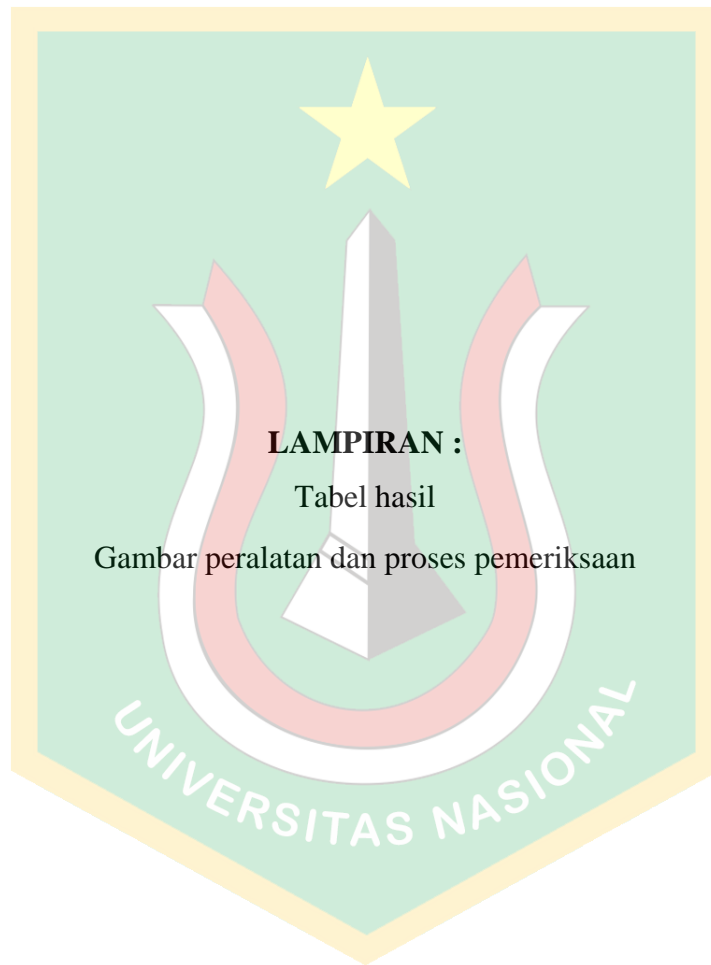 LAMPIRAN :
Tabel hasil
Gambar peralatan dan proses pemeriksaan
UNIVERSITAS NASIONAL